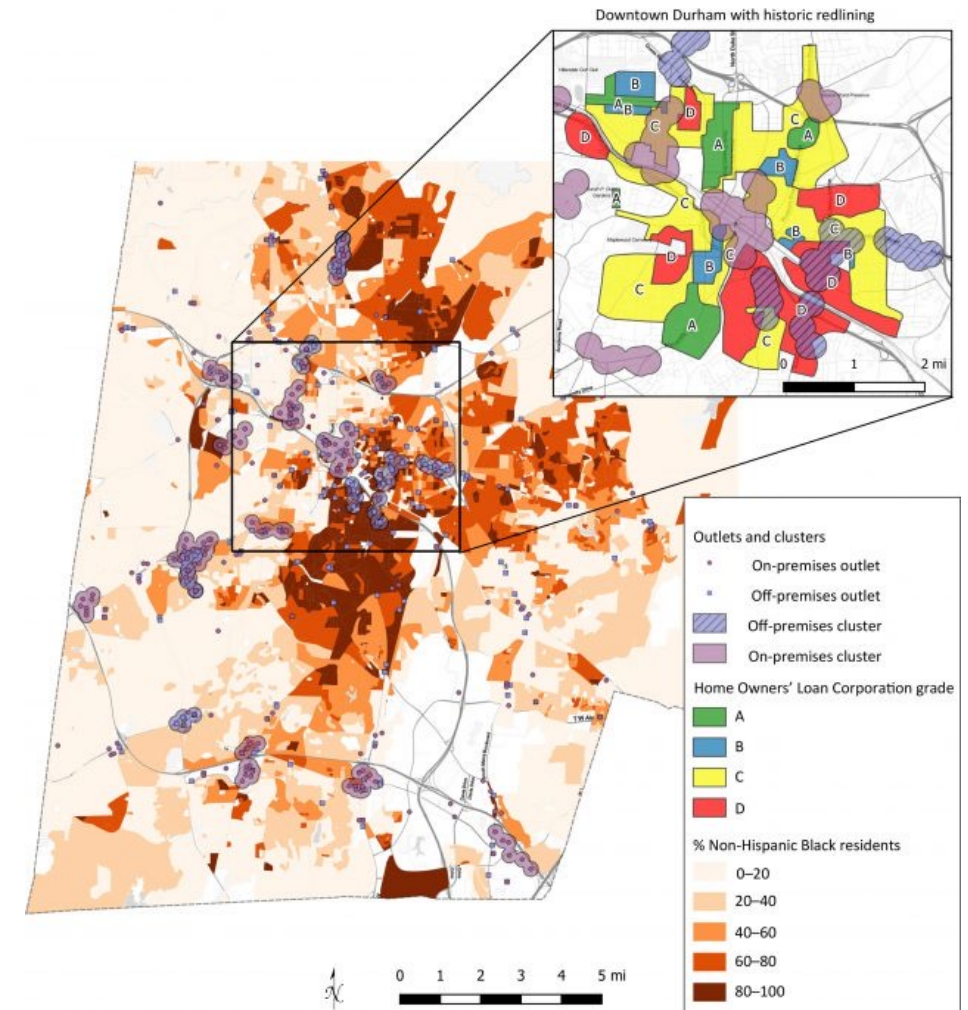 Downtown Durham with historic redlining
B
A
B
C
D
C
A
D
A
B
A
C
D
B
C
D
B
C
B
D
C
D
A
C
0
1
2 mi
T W Ale
Outlets and clusters
On-premises outlet
Off-premises outlet
Off-premises cluster
On-premises cluster
Home Owners' Loan Corporation grade
A
B
C
D
% Non-Hispanic Black residents
0–20
20–40
40–60
60–80
80–100
N
0 1 2 3 4 5 mi